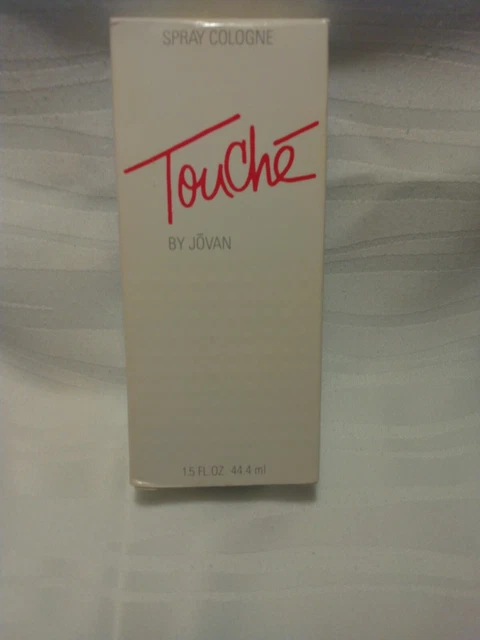 SPRAY COLOGNE
Touché
BY JŌVAN
1.5 FL.OZ. 44.4 ml